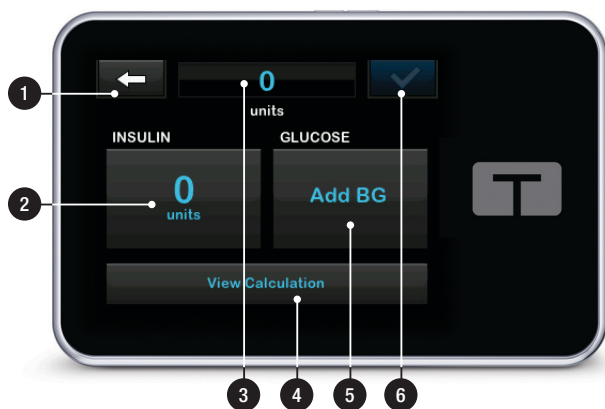 0
units
INSULIN
GLUCOSE
0
units
Add BG
View Calculation
T
1
2
3
4
5
6